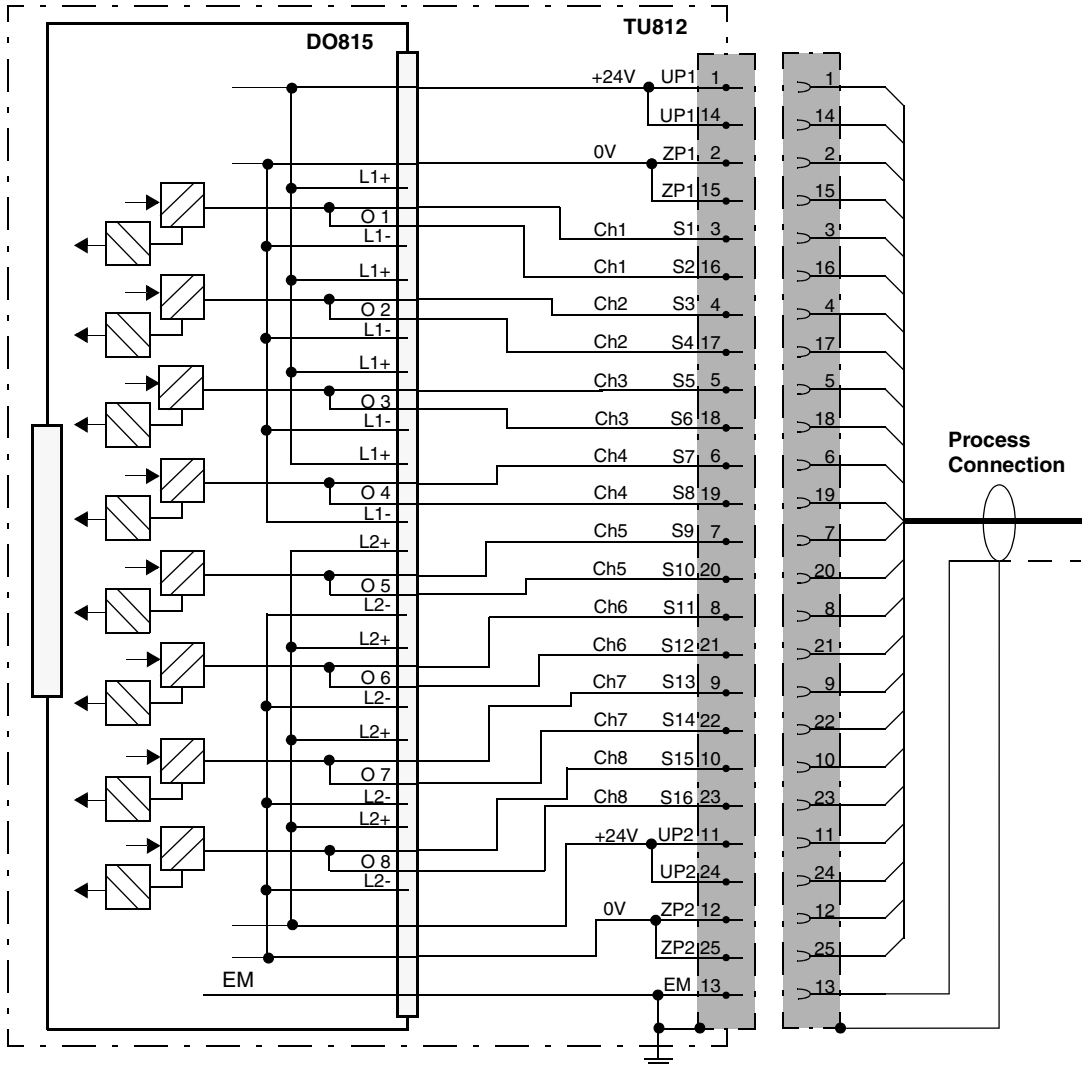 DO815
TU812
+24V UP1 1 1
UP1 14 14
0V ZP1 2 2
L1+
ZP1 15 15
O 1
Ch1 S1 3 3
L1-
Ch1 S2 16 16
L1+
Ch2 S3 4 4
O 2
L1-
Ch2 S4 17 17
L1+
Ch3 S5 5 5
O 3
L1-
Ch3 S6 18 18
Process
Connection
L1+
Ch4 S7 6 6
O 4
Ch4 S8 19 19
L1-
Ch5 S9 7 7
L2+
Ch5 S10 20 20
O 5
L2-
Ch6 S11 8 8
L2+
Ch6 S12 21 21
O 6
Ch7 S13 9 9
L2-
Ch7 S14 22 22
L2+
Ch8 S15 10 10
O 7
L2-
Ch8 S16 23 23
L2+
+24V UP2 11 11
O 8
UP2 24 24
L2-
0V ZP2 12 12
ZP2 25 25
EM
EM 13 13